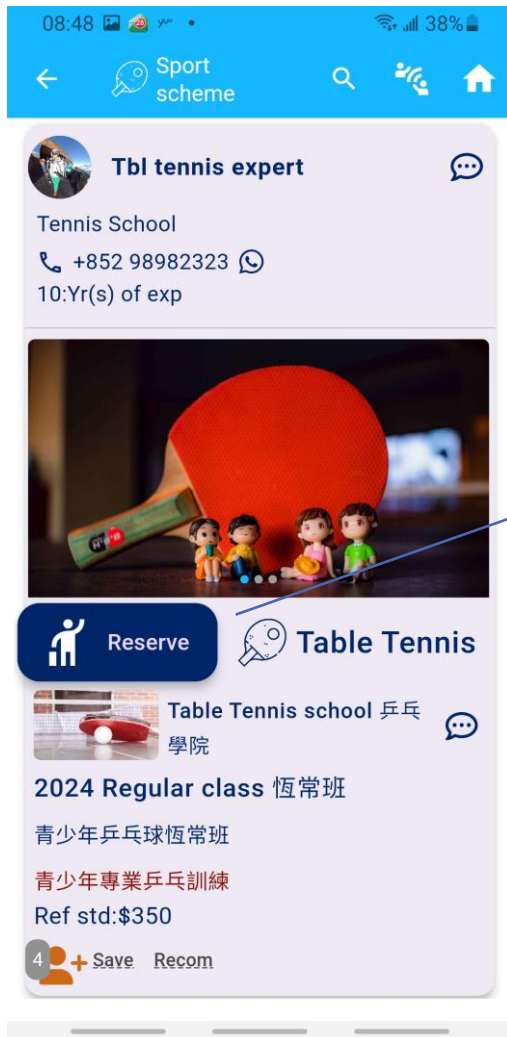 08:48 38%
Sport
scheme
Tbl tennis expert
Tennis School
+852 98982323
10:Yr(s) of exp
Reserve
Table Tennis
Table Tennis school 乒乓
學院
2024 Regular class 恆常班
青少年乒乓球恆常班
青少年專業乒乓訓練
Ref std:$350
4
Save Recom